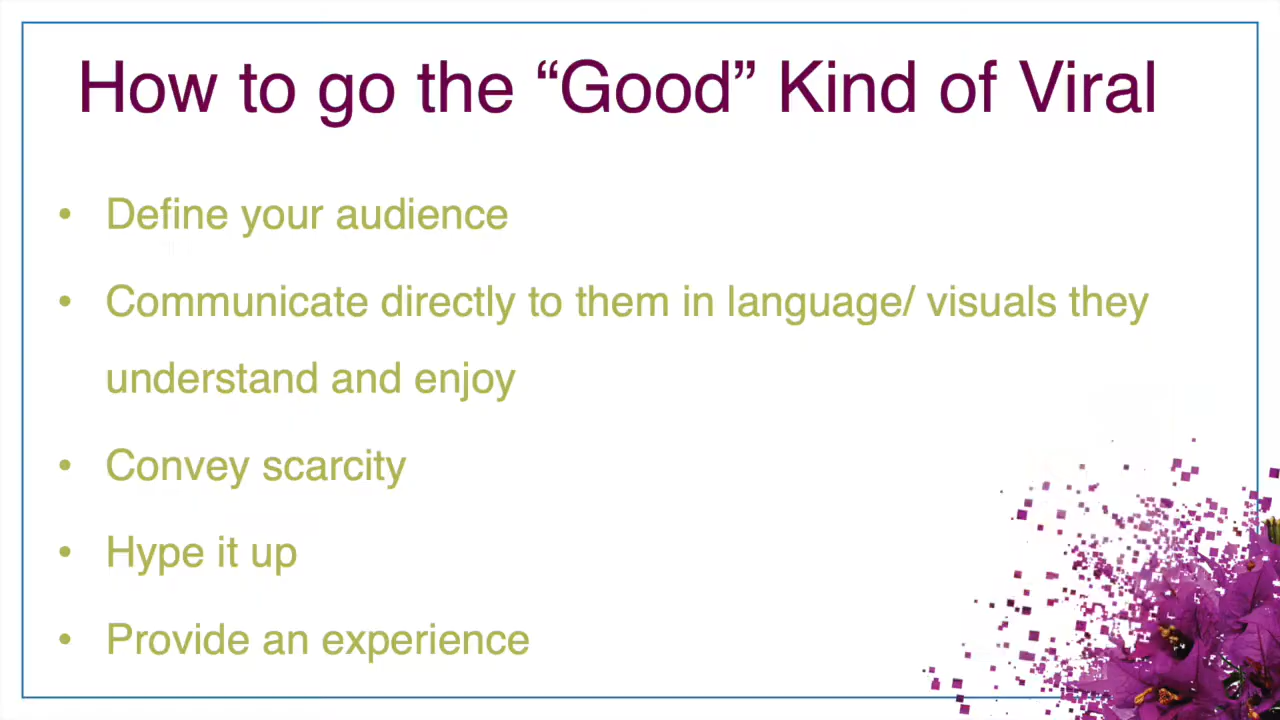 How to go the “Good” Kind of Viral
• Define your audience
• Communicate directly to them in language/ visuals they
understand and enjoy
• Convey scarcity
• Hype it up
• Provide an experience